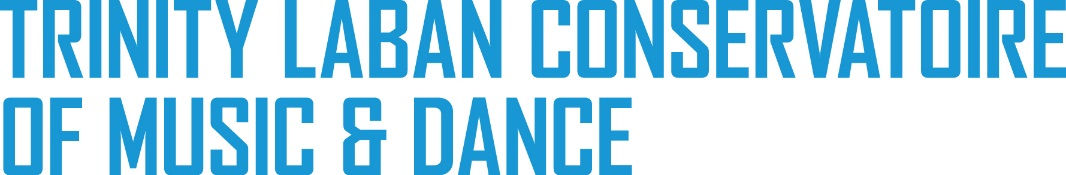 TRINITY LABAN CONSERVATOIRE
OF MUSIC & DANCE